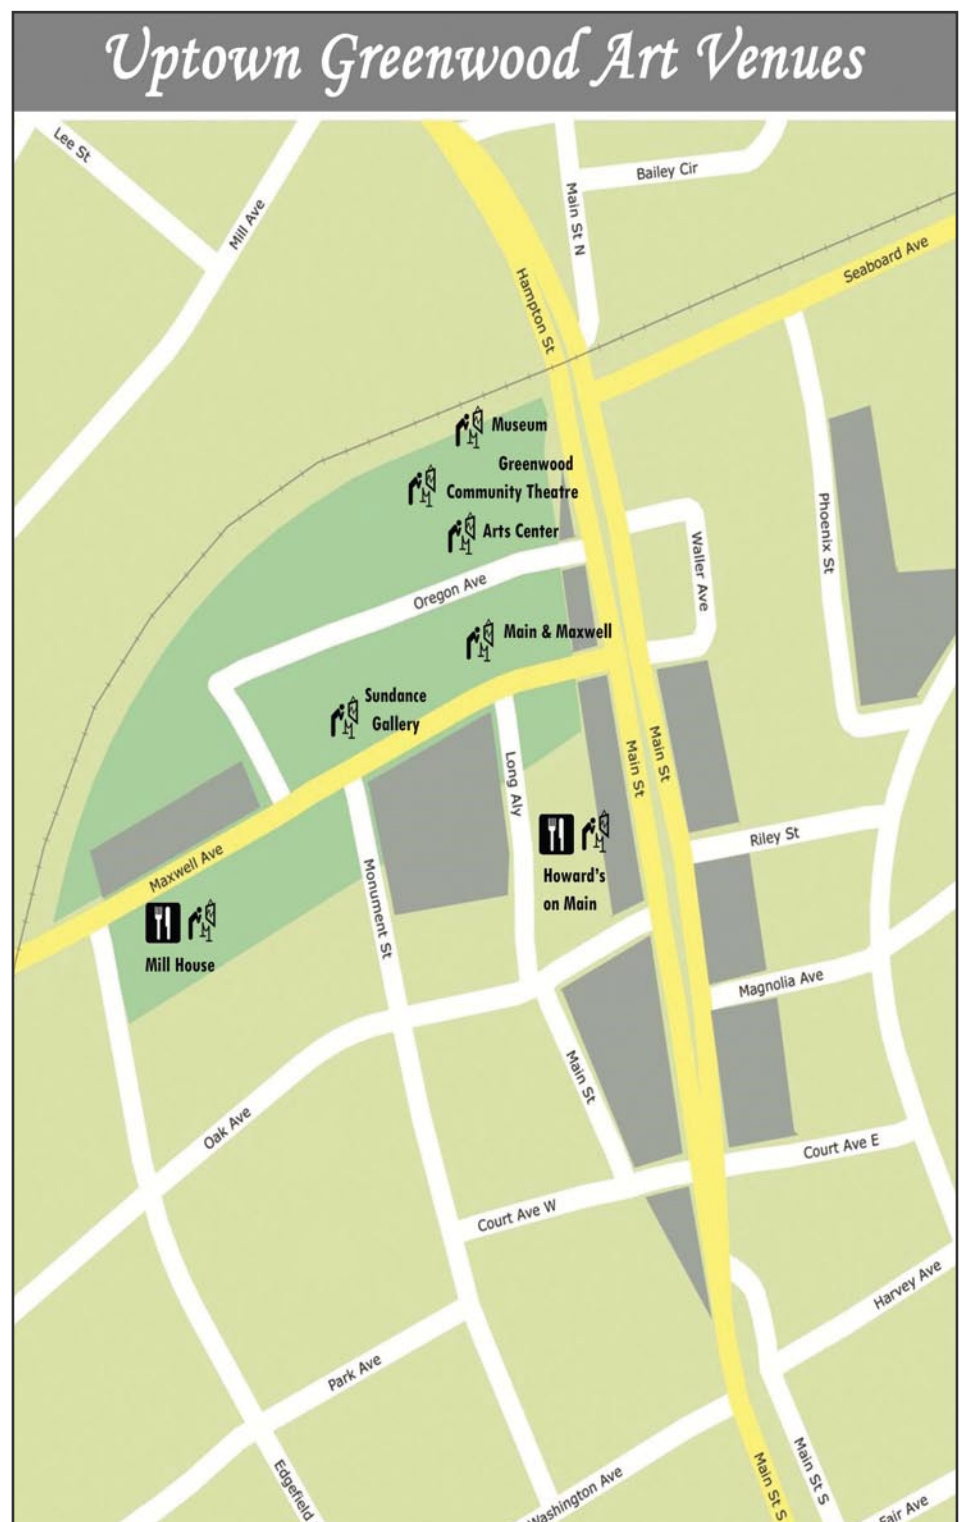 Uptown Greenwood Art Venues
Lee St
Mill Ave
Bailey Cir
Main St N
Seaboard Ave
Hampton St
Museum
Greenwood
Community Theatre
Arts Center
Phoenix St
Waller Ave
Oregon Ave
Main & Maxwell
Sundance
Gallery
Main St
Main St
Long Aly
Riley St
Maxwell Ave
Monument St
Howard's
on Main
Mill House
Magnolia Ave
Main St
Oak Ave
Court Ave E
Court Ave W
Harvey Ave
Park Ave
Main St S
Main St S
Edgefield
Washington Ave
Fair Ave